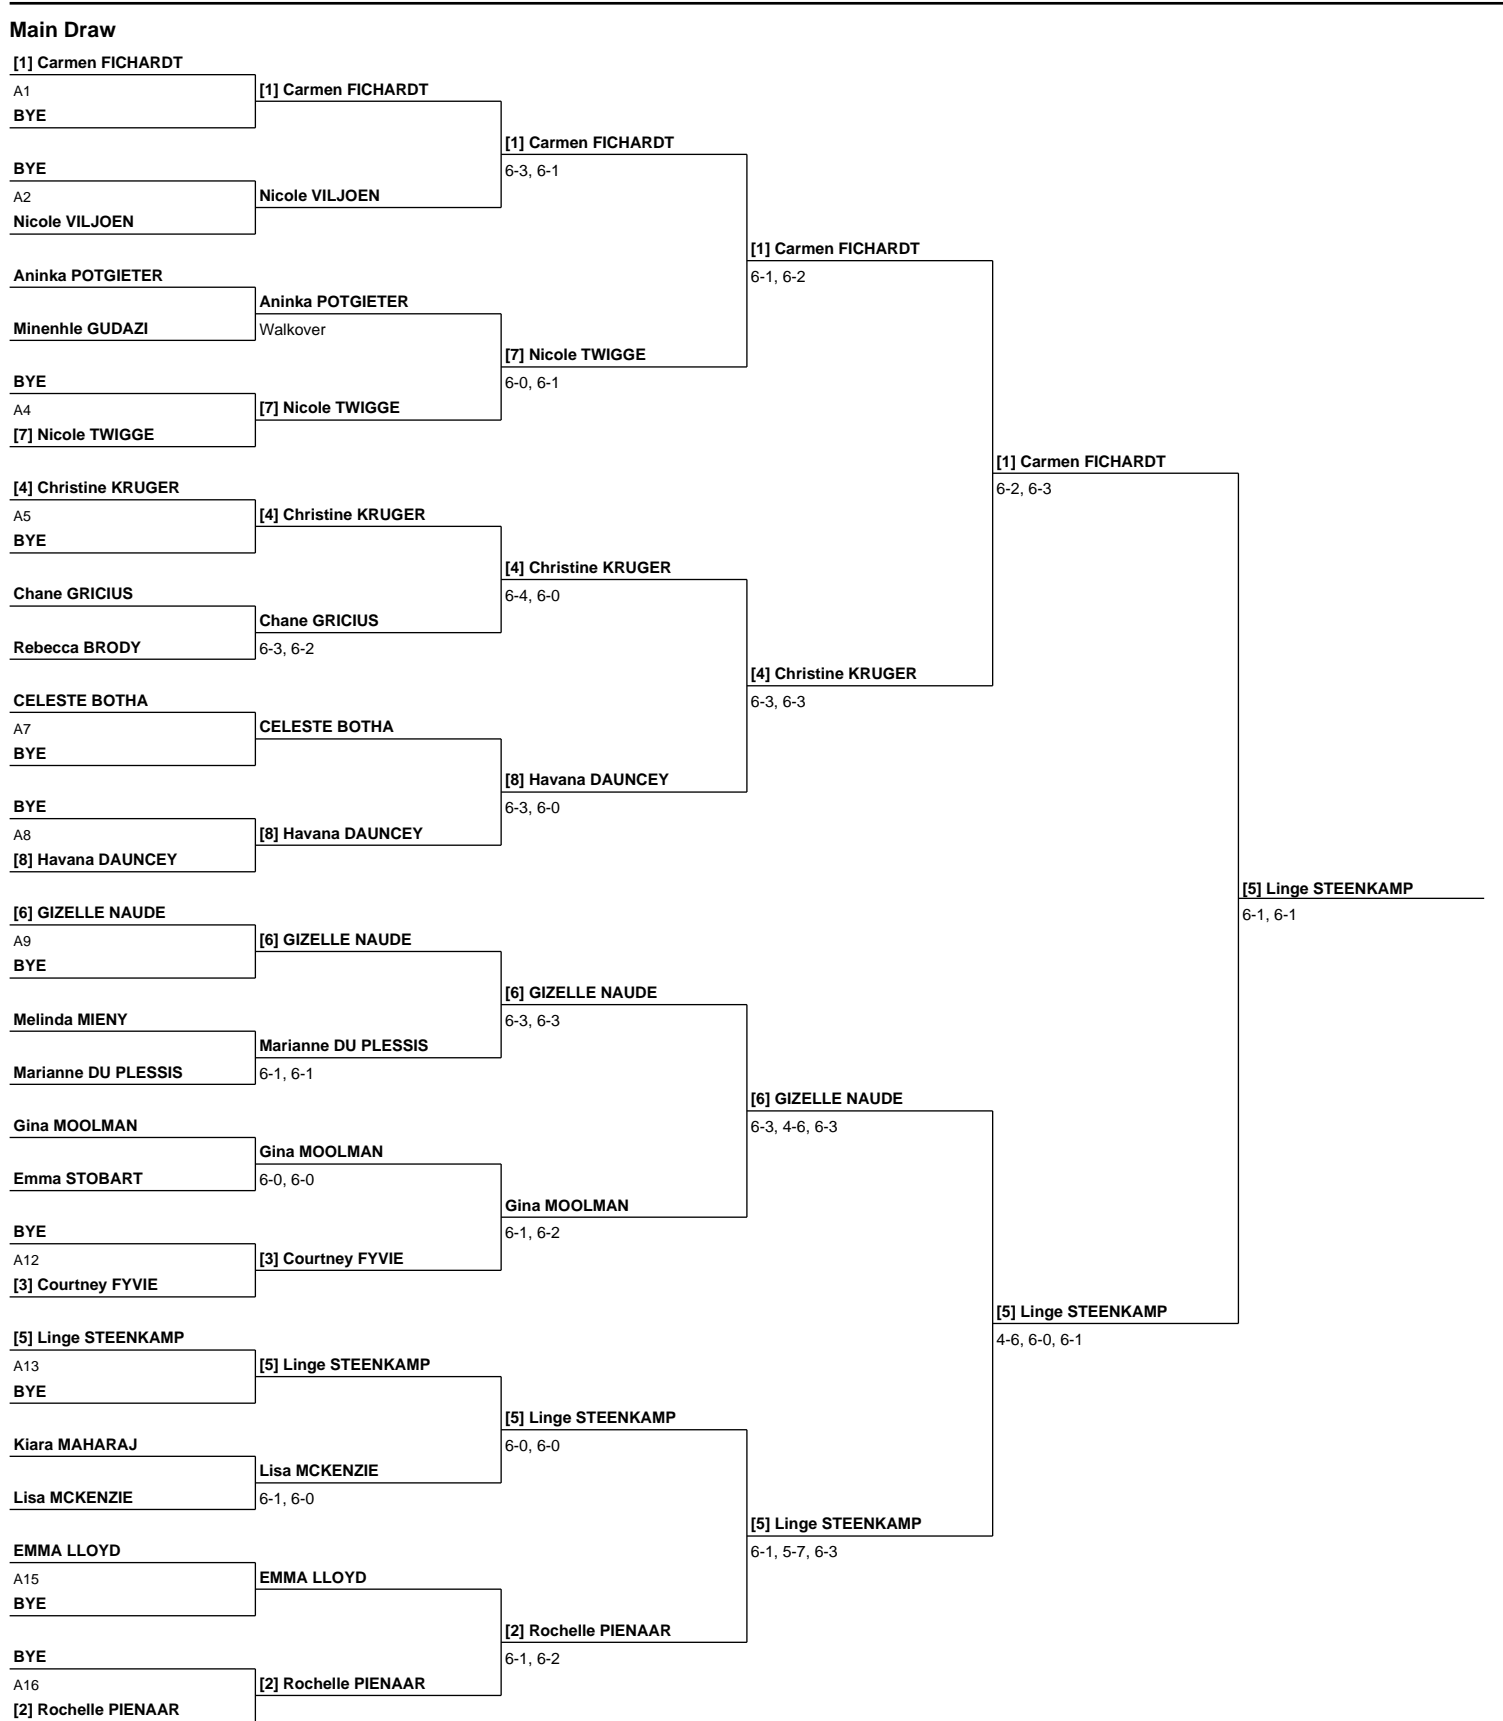 Main Draw
[1] Carmen FICHARDT
A1
BYE
[1] Carmen FICHARDT
BYE
A2
Nicole VILJOEN
Nicole VILJOEN
[1] Carmen FICHARDT
6-3, 6-1
Aninka POTGIETER
Minenhle GUDAZI
Aninka POTGIETER
Walkover
BYE
A4
[7] Nicole TWIGGE
[7] Nicole TWIGGE
[7] Nicole TWIGGE
6-0, 6-1
[1] Carmen FICHARDT
6-1, 6-2
[4] Christine KRUGER
A5
BYE
[4] Christine KRUGER
Chane GRICIUS
Rebecca BRODY
Chane GRICIUS
6-3, 6-2
[4] Christine KRUGER
6-4, 6-0
CELESTE BOTHA
A7
BYE
CELESTE BOTHA
BYE
A8
[8] Havana DAUNCEY
[8] Havana DAUNCEY
[8] Havana DAUNCEY
6-3, 6-0
[4] Christine KRUGER
6-3, 6-3
[1] Carmen FICHARDT
6-2, 6-3
[6] GIZELLE NAUDE
A9
BYE
[6] GIZELLE NAUDE
Melinda MIENY
Marianne DU PLESSIS
Marianne DU PLESSIS
6-1, 6-1
[6] GIZELLE NAUDE
6-3, 6-3
Gina MOOLMAN
Emma STOBART
Gina MOOLMAN
6-0, 6-0
BYE
A12
[3] Courtney FYVIE
[3] Courtney FYVIE
Gina MOOLMAN
6-1, 6-2
[6] GIZELLE NAUDE
6-3, 4-6, 6-3
[5] Linge STEENKAMP
A13
BYE
[5] Linge STEENKAMP
Kiara MAHARAJ
Lisa MCKENZIE
Lisa MCKENZIE
6-1, 6-0
[5] Linge STEENKAMP
6-0, 6-0
EMMA LLOYD
A15
BYE
EMMA LLOYD
BYE
A16
[2] Rochelle PIENAAR
[2] Rochelle PIENAAR
[2] Rochelle PIENAAR
6-1, 6-2
[5] Linge STEENKAMP
6-1, 5-7, 6-3
[5] Linge STEENKAMP
4-6, 6-0, 6-1
[5] Linge STEENKAMP
6-1, 6-1